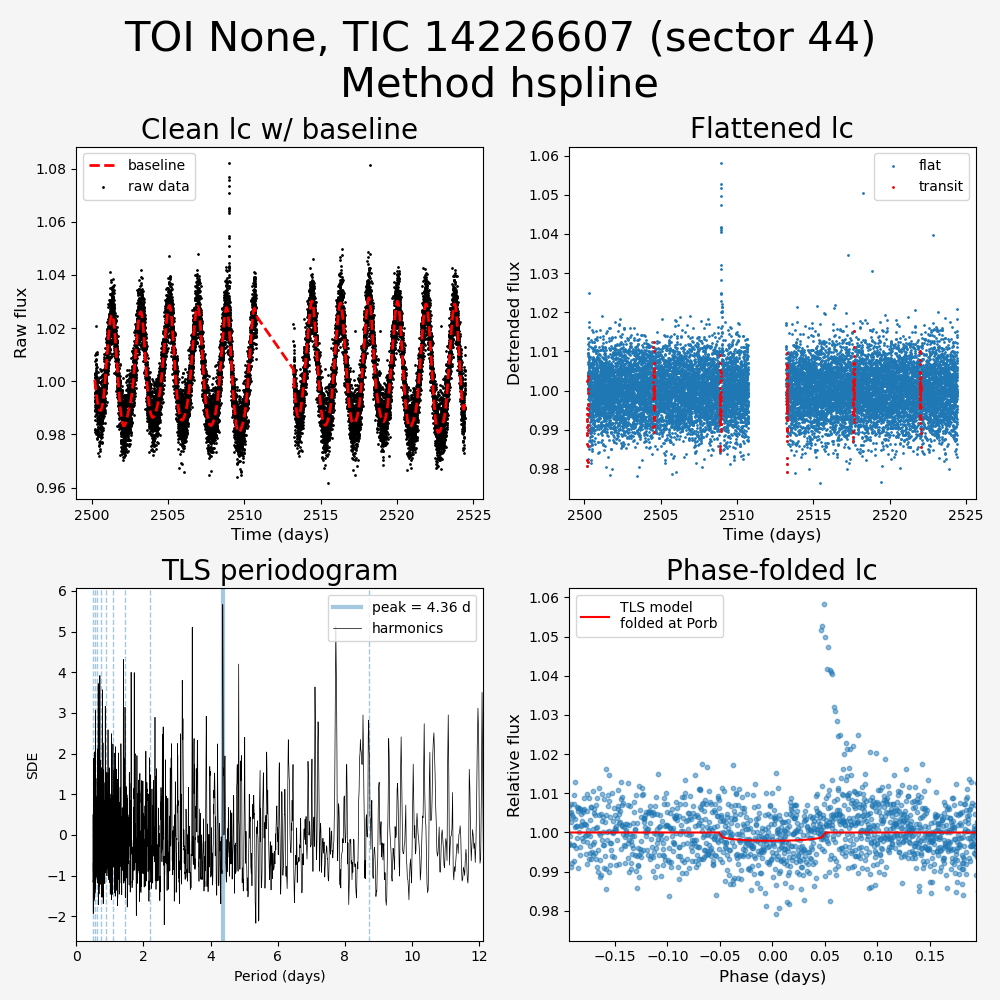 TOI None, TIC 14226607 (sector 44)
Method hspline
Clean lc w/ baseline
Flattened lc
baseline
raw data
flat
transit
Raw flux
1.08
1.06
1.04
1.02
1.00
0.98
0.96
2500
2505
2510
2515
2520
2525
Time (days)
Detrended flux
1.06
1.05
1.04
1.03
1.02
1.01
1.00
0.99
0.98
2500
2505
2510
2515
2520
2525
Time (days)
TLS periodogram
Phase-folded lc
peak = 4.36 d
harmonics
TLS model
folded at Porb
SDE
6
5
4
3
2
1
0
−1
−2
0
2
4
6
8
10
12
Period (days)
Relative flux
1.06
1.05
1.04
1.03
1.02
1.01
1.00
0.99
0.98
−0.15
−0.10
−0.05
0.00
0.05
0.10
0.15
Phase (days)